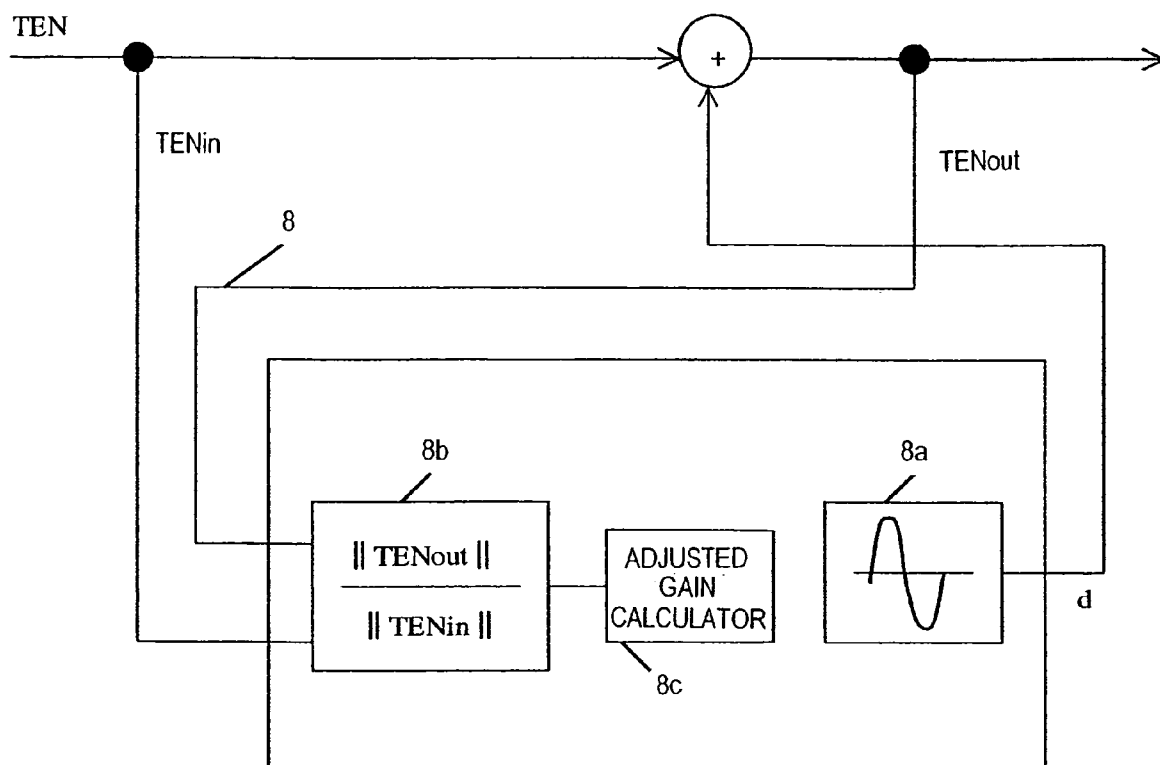 TEN
+
TENin
TENout
8
8b
8a
|| TENout ||
|| TENin ||
ADJUSTED
GAIN
CALCULATOR
d
8c